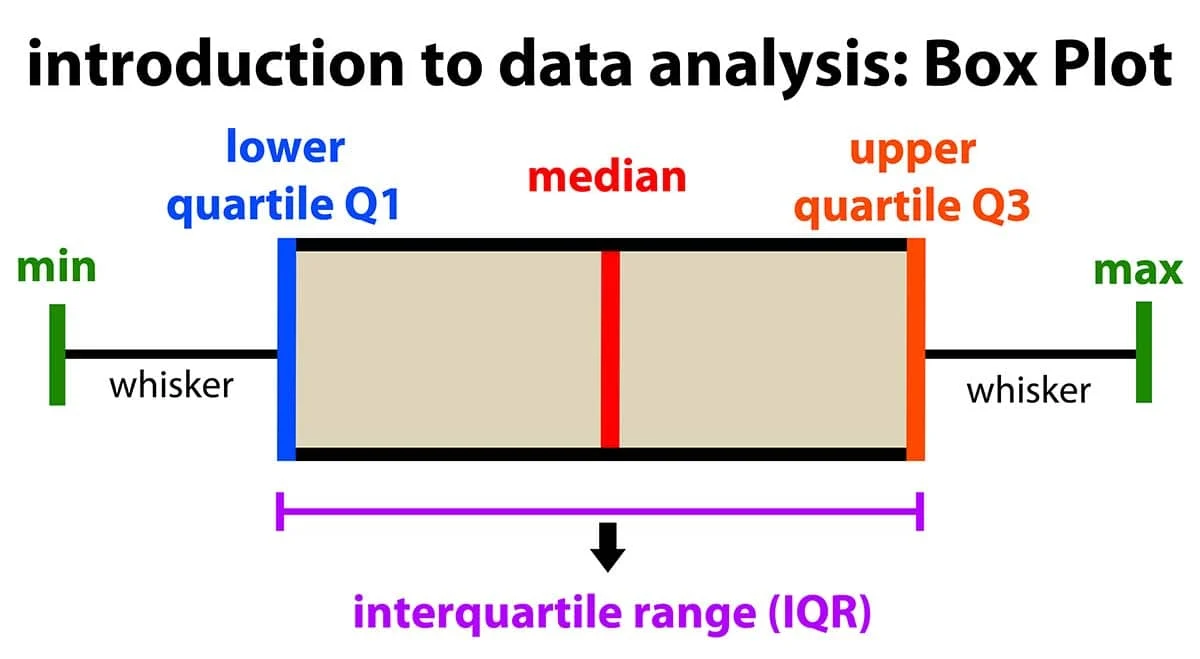 introduction to data analysis: Box Plot
lower
quartile Q1
median
upper
quartile Q3
min
max
whisker
whisker
interquartile range (IQR)